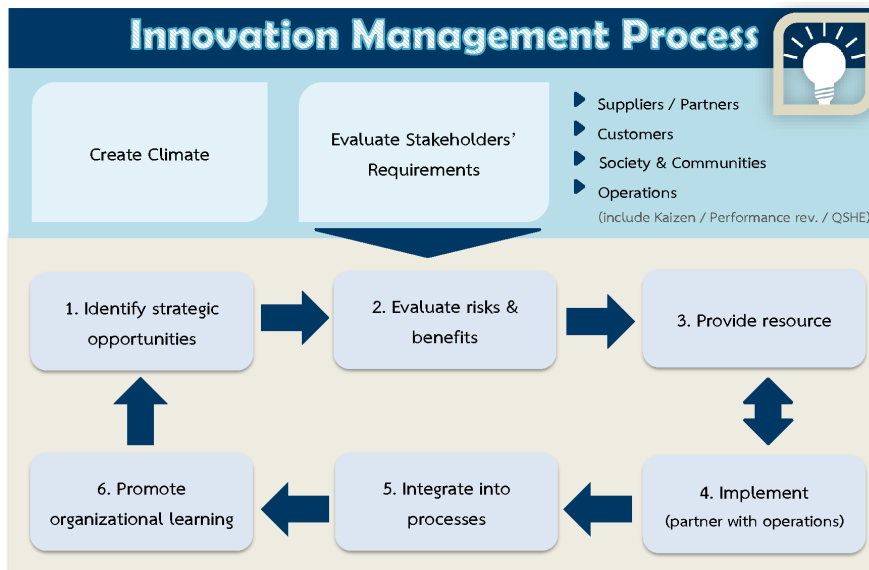 Innovation Management Process
Create Climate
Evaluate Stakeholders'
Requirements
Suppliers / Partners
Customers
Society & Communities
Operations
(include Kaizen / Performance rev. / QSHE)
1. Identify strategic
opportunities
2. Evaluate risks &
benefits
3. Provide resource
4. Implement
(partner with operations)
5. Integrate into
processes
6. Promote
organizational learning